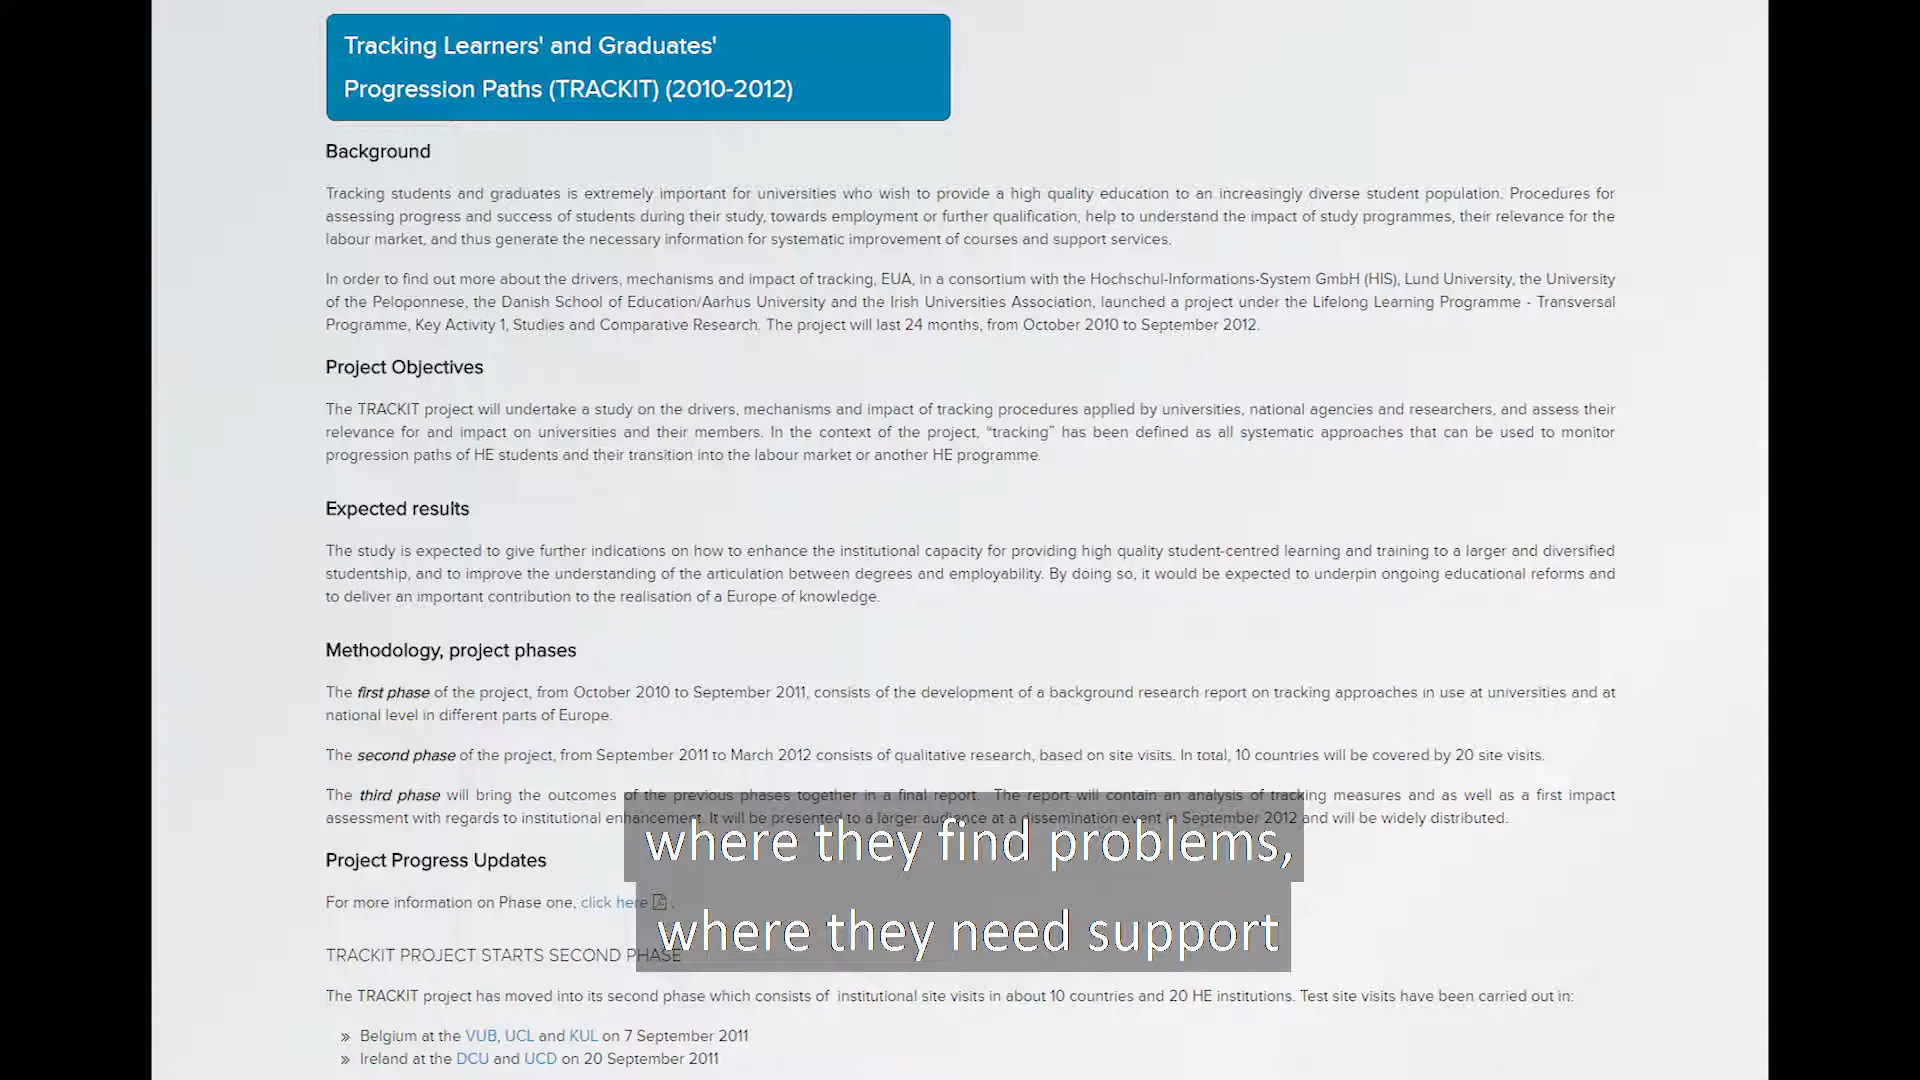 Tracking Learners' and Graduates'
Progression Paths (TRACKIT) (2010-2012)
Background
Tracking students and graduates is extremely important for universities who wish to provide a high quality education to an increasingly diverse student population. Procedures for
assessing progress and success of students during their study, towards employment or further qualification, help to understand the impact of study programmes, their relevance for the
labour market, and thus generate the necessary information for systematic improvement of courses and support services.
In order to find out more about the drivers, mechanisms and impact of tracking, EUA, in a consortium with the Hochschul-Informations-System GmbH (HIS), Lund University, the University
of the Peloponnese, the Danish School of Education/Aarhus University and the Irish Universities Association, launched a project under the Lifelong Learning Programme - Transversal
Programme, Key Activity 1, Studies and Comparative Research. The project will last 24 months, from October 2010 to September 2012.
Project Objectives
The TRACKIT project will undertake a study on the drivers, mechanisms and impact of tracking procedures applied by universities, national agencies and researchers, and assess their
relevance for and impact on universities and their members. In the context of the project, “tracking” has been defined as all systematic approaches that can be used to monitor
progression paths of HE students and their transition into the labour market or another HE programme.
Expected results
The study is expected to give further indications on how to enhance the institutional capacity for providing high quality student-centred learning and training to a larger and diversified
studentship, and to improve the understanding of the articulation between degrees and employability. By doing so, it would be expected to underpin ongoing educational reforms and
to deliver an important contribution to the realisation of a Europe of knowledge.
Methodology, project phases
The first phase of the project, from October 2010 to September 2011, consists of the development of a background research report on tracking approaches in use at universities and at
national level in different parts of Europe.
The second phase of the project, from September 2011 to March 2012 consists of qualitative research, based on site visits. In total, 10 countries will be covered by 20 site visits.
The third phase will bring the outcomes of the previous phases together in a final report. The report will contain an analysis of tracking measures and as well as a first impact
assessment with regards to institutional enhancement. It will be presented to a larger audience at a dissemination event in September 2012 and will be widely distributed.
where they find problems,
Project Progress Updates
For more information on Phase one, click here .
where they need support
TRACKIT PROJECT STARTS SECOND PHASE
The TRACKIT project has moved into its second phase which consists of institutional site visits in about 10 countries and 20 HE institutions. Test site visits have been carried out in:
» Belgium at the VUB, UCL and KUL on 7 September 2011
» Ireland at the DCU and UCD on 20 September 2011